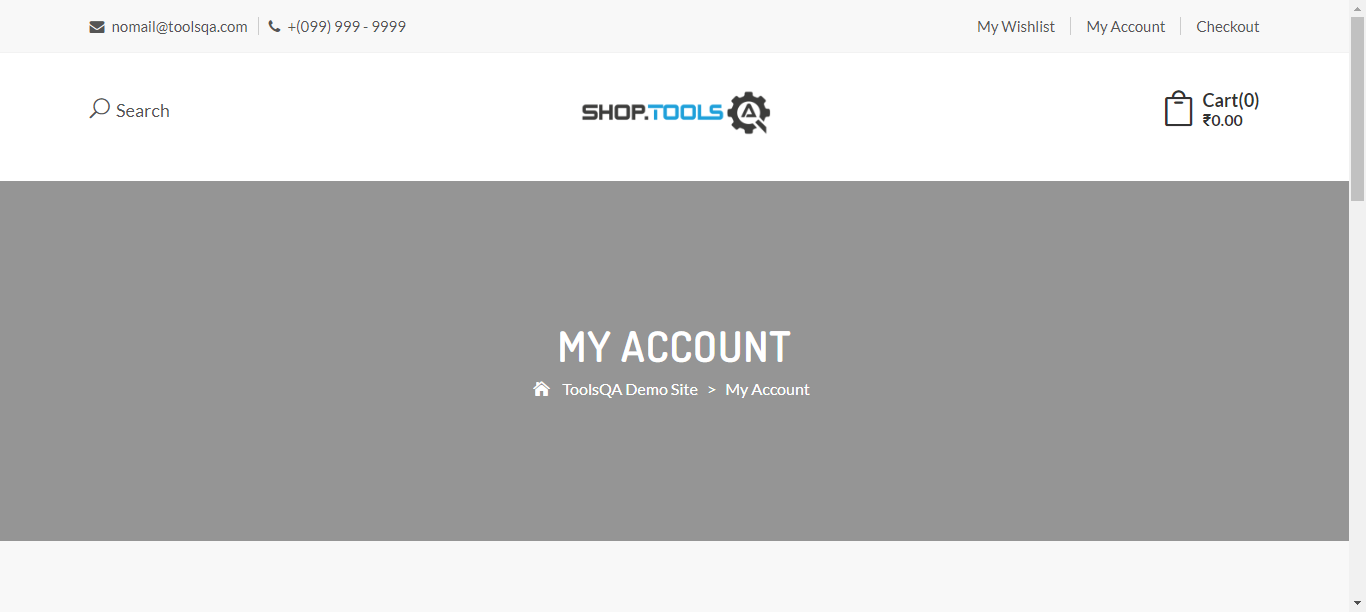 nomail@toolsqa.com +(099) 999 - 9999 My Wishlist My Account Checkout
Search
SHOP.TOOLS QA
Cart(0)
₹0.00
MY ACCOUNT
ToolsQA Demo Site > My Account